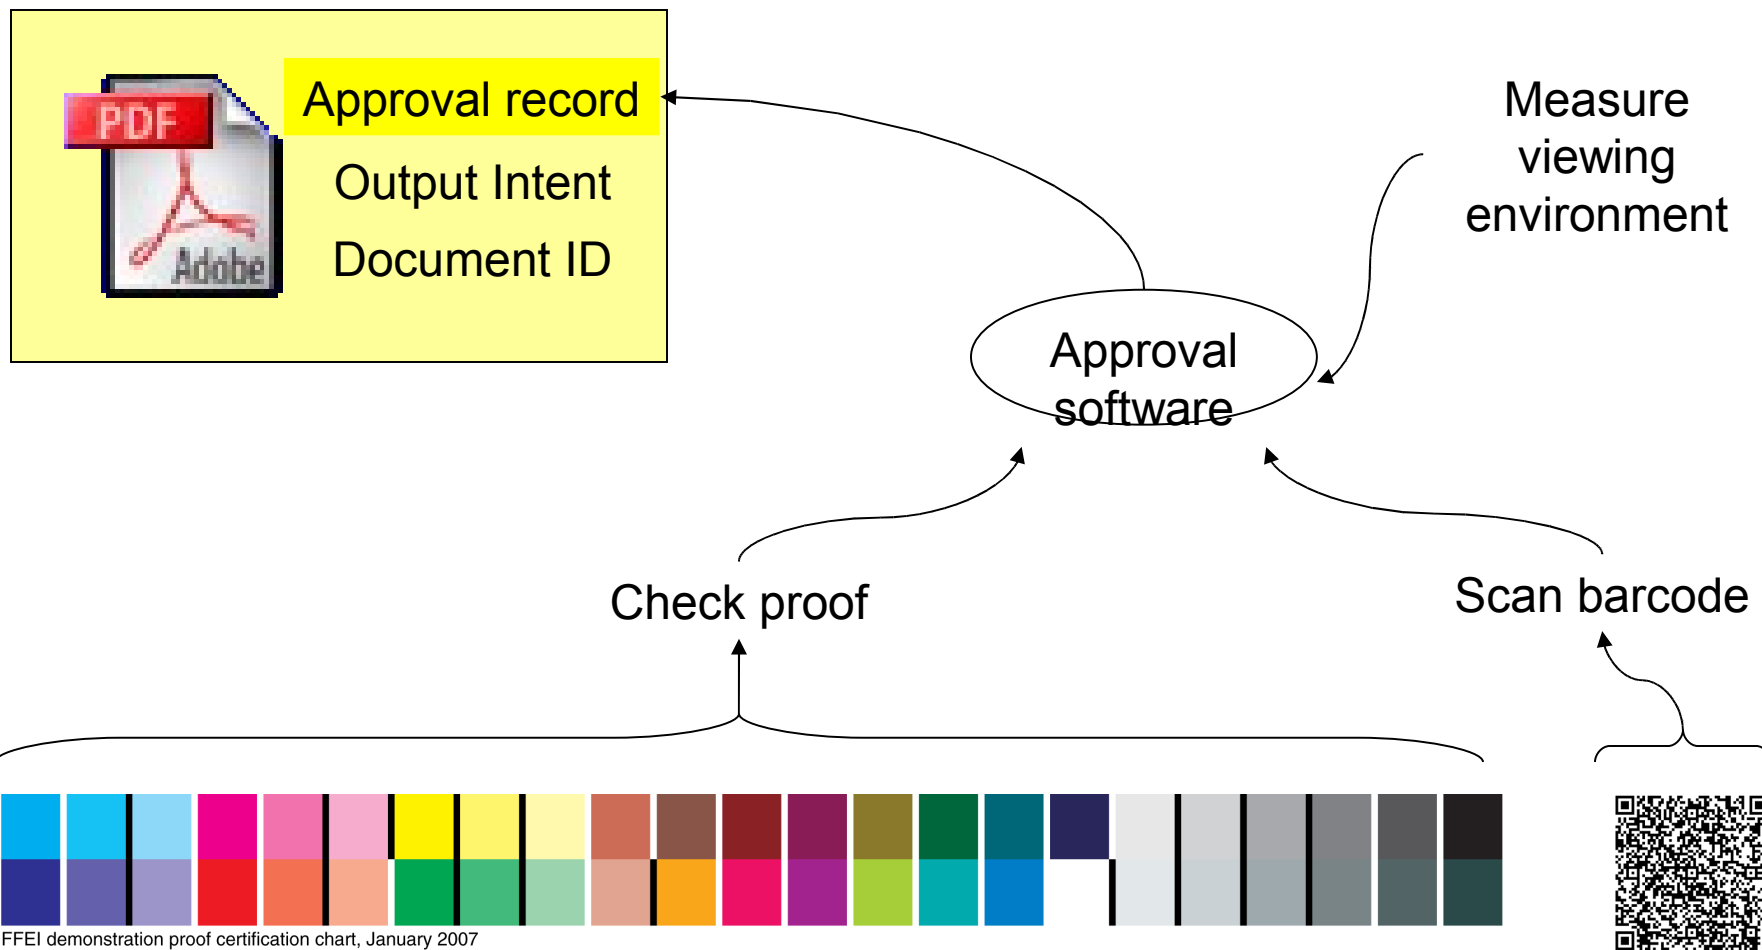 PDF
Adobe
Approval record
Output Intent
Document ID
Measure
viewing
environment
Approval
software
Check proof
Scan barcode
FFEI demonstration proof certification chart, January 2007